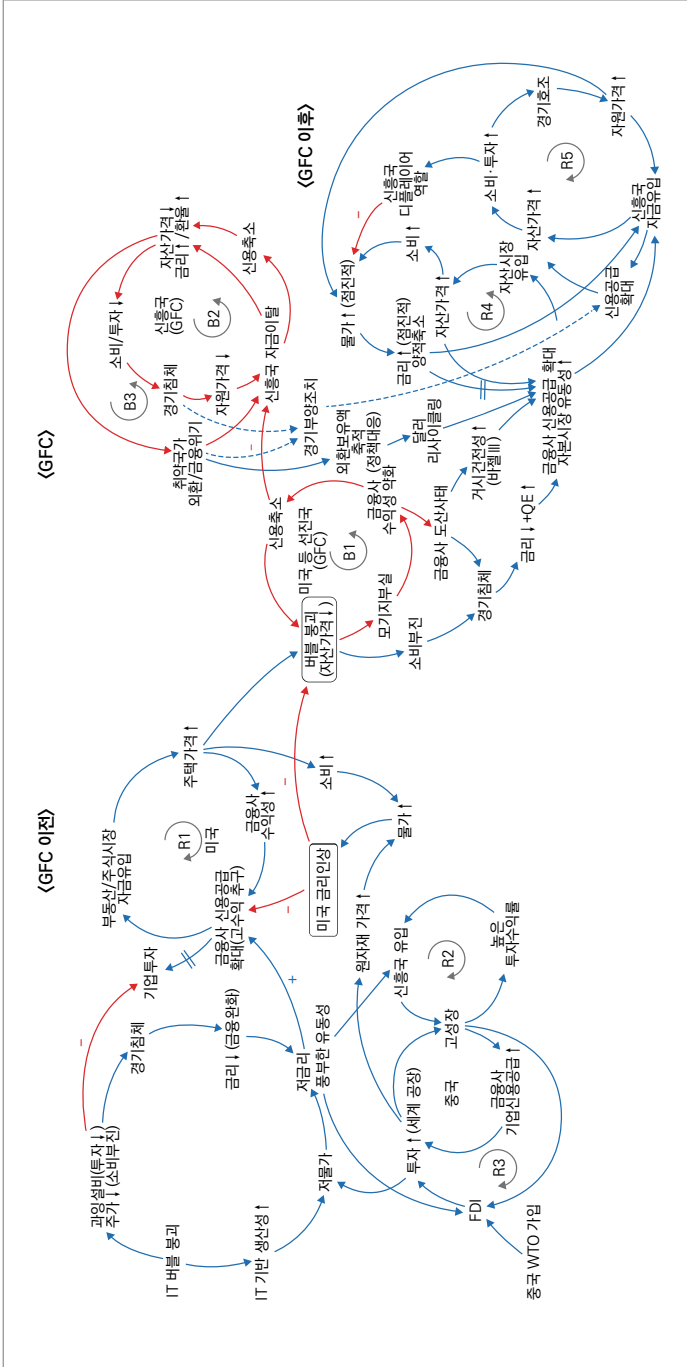 〈GFC 이전〉
IT 버블 붕괴
과잉설비(투자↓)
주가↓(소비부진)
IT 기반 생산성↑
경기침체
기업투자
금리↓(금융완화)
저물가
저금리
풍부한 유동성
+
-
부동산/주식시장
자금유입
R1
미국
주택가격↑
금융사
수익성↑
금융사 신용공급
확대(고수익 추구)
-
미국 금리인상
-
소비↑
물가↑
원자재 가격↑
중국 WTO 가입
FDI
R3
투자↑(세계 공장)
중국
금융사
기업신용공급↑
고성장
신흥국 유입
R2
높은
투자수익률
〈GFC〉
버블 붕괴
(자산가격↓)
신용축소
미국 등 선진국
(GFC)
B1
모기지부실
금융사
수익성 약화
소비부진
금융사 도산사태
경기침체
거시건전성↑
(바젤Ⅲ)
금리↓+QE↑
취약국가
외환/금융위기
B3
소비/투자↓
경기침체
자원가격↓
-
신흥국
(GFC)
B2
자산가격↓
금리↑/환율↑
신용축소
신흥국 자금이탈
경기부양조치
외환보유액
축적
(정책대응)
달러
리사이클링
금융사 신용공급 확대
자본시장 유동성↑
〈GFC 이후〉
물가↑(점진적)
금리↑(점진적)
양적축소
신흥국
디플레이어
역할
-
소비↑
자산가격↑
R4
자산시장
유입
자산가격↑
소비·투자↑
경기호조
R5
자원가격↑
신용공급
확대
신흥국
자금유입